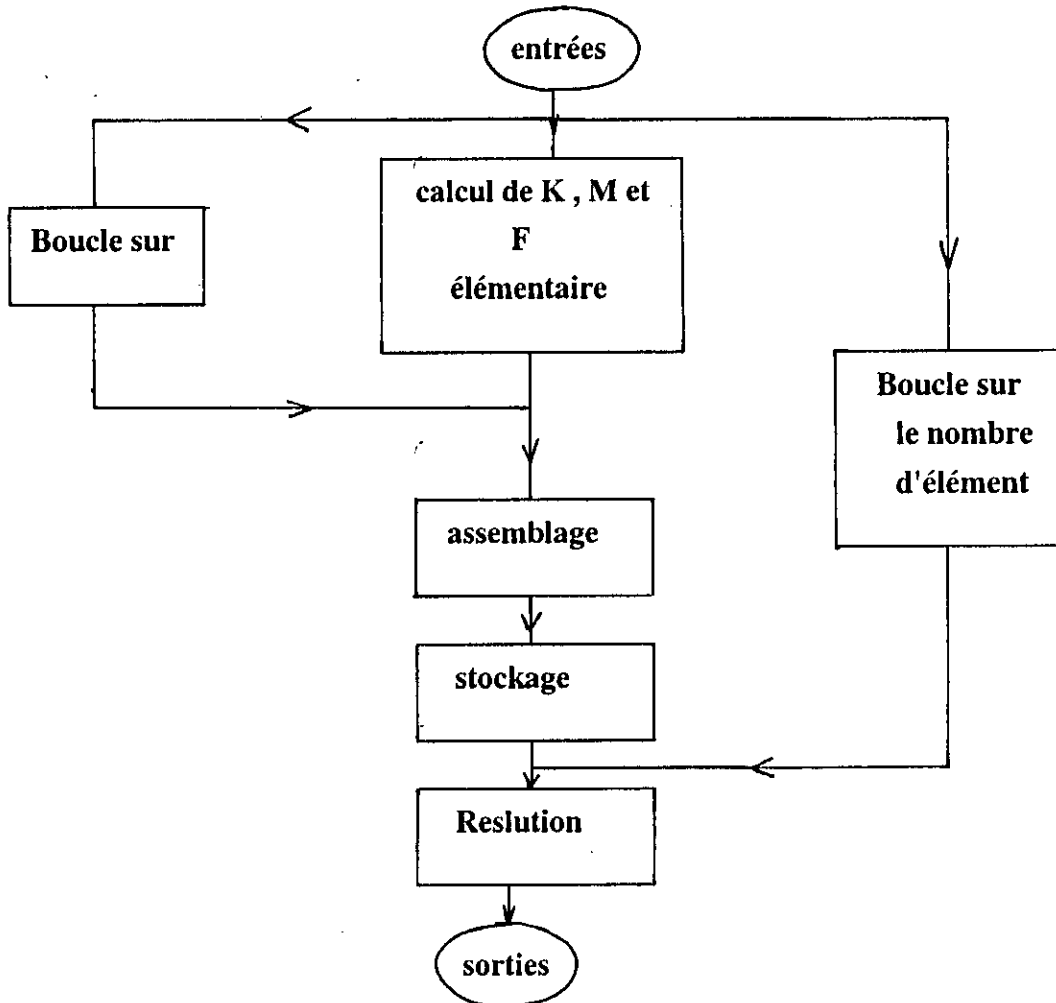 entrées
calcul de K , M et
F
élémentaire
Boucle sur
Boucle sur
le nombre
d'élément
assemblage
stockage
Reslution
sorties